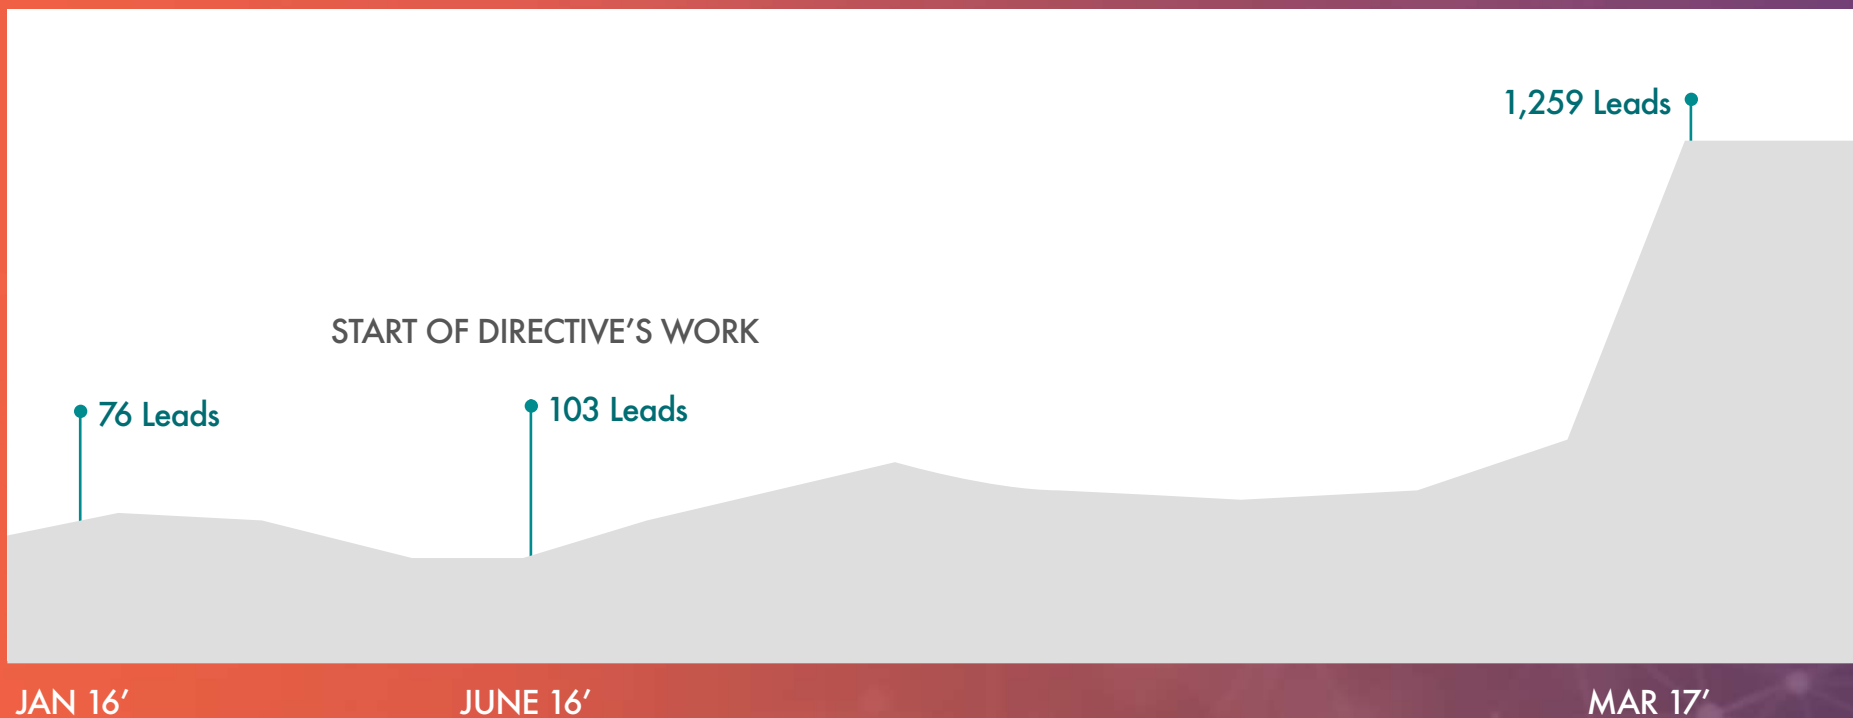 1,259 Leads
START OF DIRECTIVE’S WORK
76 Leads
103 Leads
JAN 16’
JUNE 16’
MAR 17’